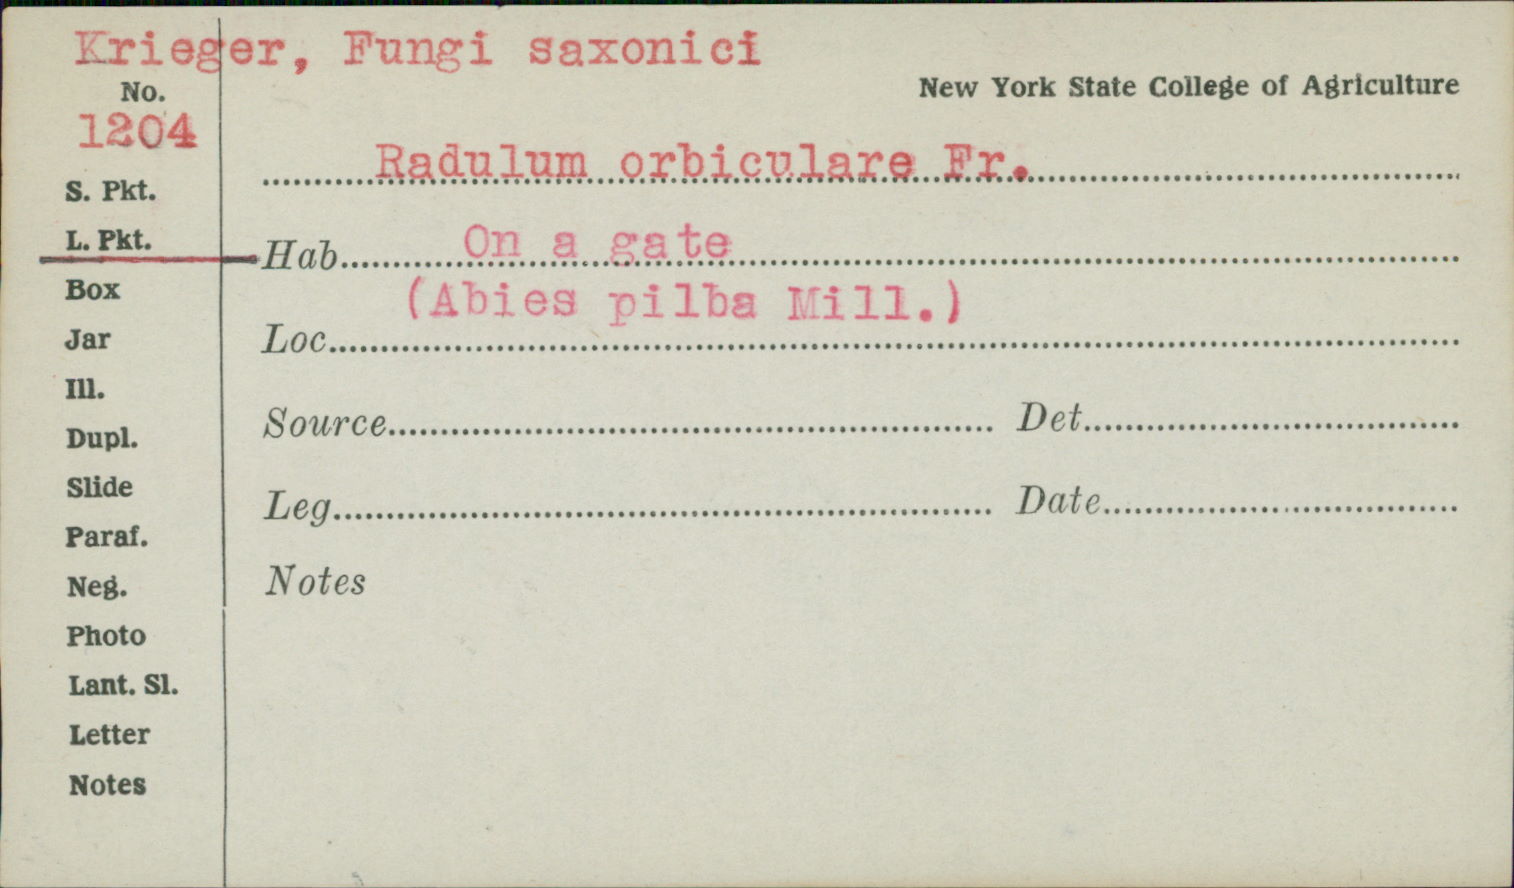 Krieger, Fungi saxonici
New York State College of Agriculture
No.
1204
Radulum orbiculare Fr.
S. Pkt.
L. Pkt.
Hab. On a gate
(Abies pilba Mill.)
Box
Jar
Loc.
Ill.
Dupl.
Source Det.
Slide
Leg. Date
Paraf.
Neg.
Notes
Photo
Lant. Sl.
Letter
Notes